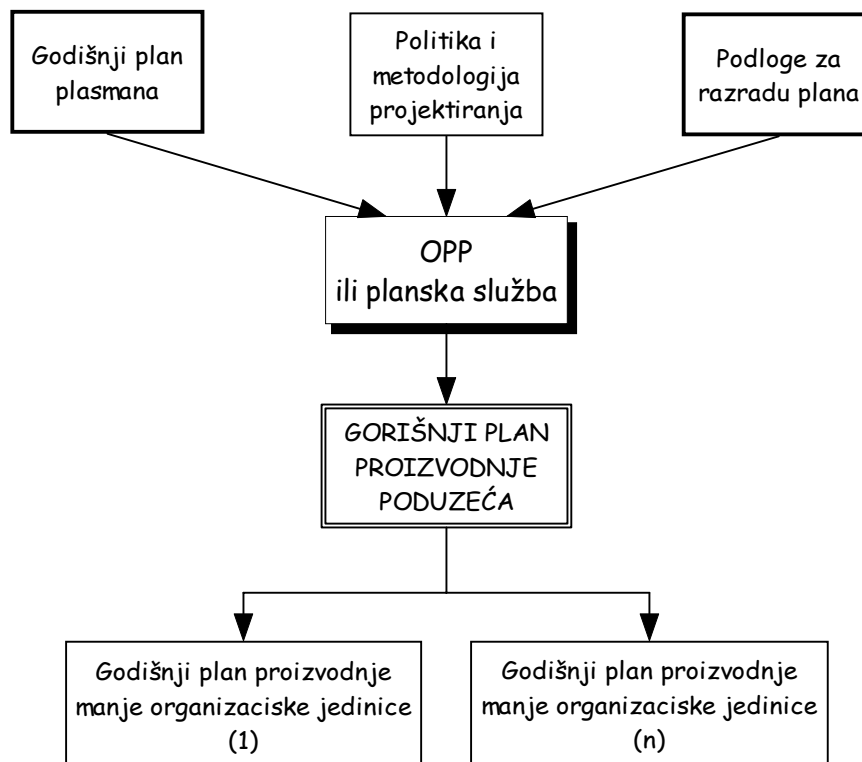 Godišnji plan
plasmana
Politika i
metodologija
projektiranja
Podloge za
razradu plana
OPP
ili planska služba
GORIŠNJI PLAN
PROIZVODNJE
PODUZEĆA
Godišnji plan proizvodnje
manje organizaciske jedinice
(1)
Godišnji plan proizvodnje
manje organizaciske jedinice
(n)